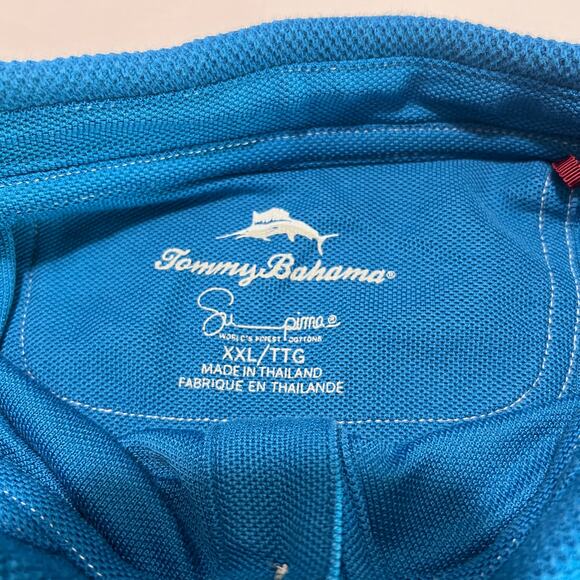 Tommy Bahama®
Supima®
WORLD'S FINEST COTTONS
XXL/TTG
MADE IN THAILAND
FABRIQUE EN THAILANDE